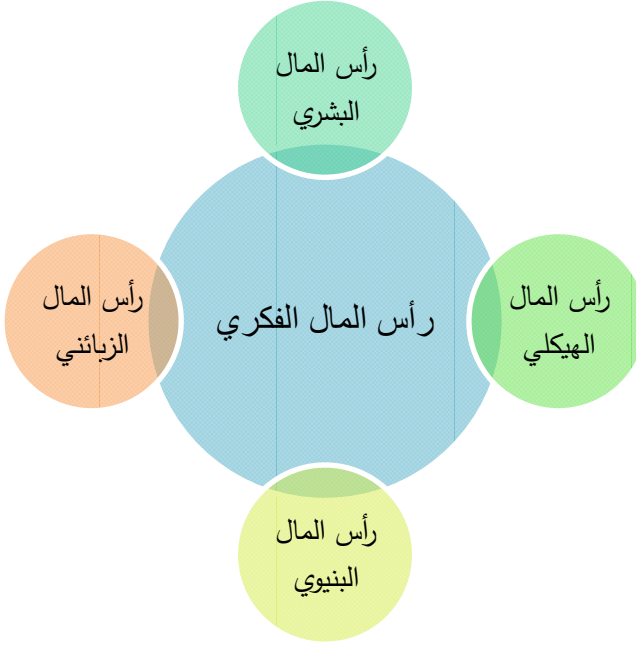 رأس المال
البشري
رأس المال
الهيكلي
رأس المال الفكري
رأس المال
الزبائني
رأس المال
البنيوي